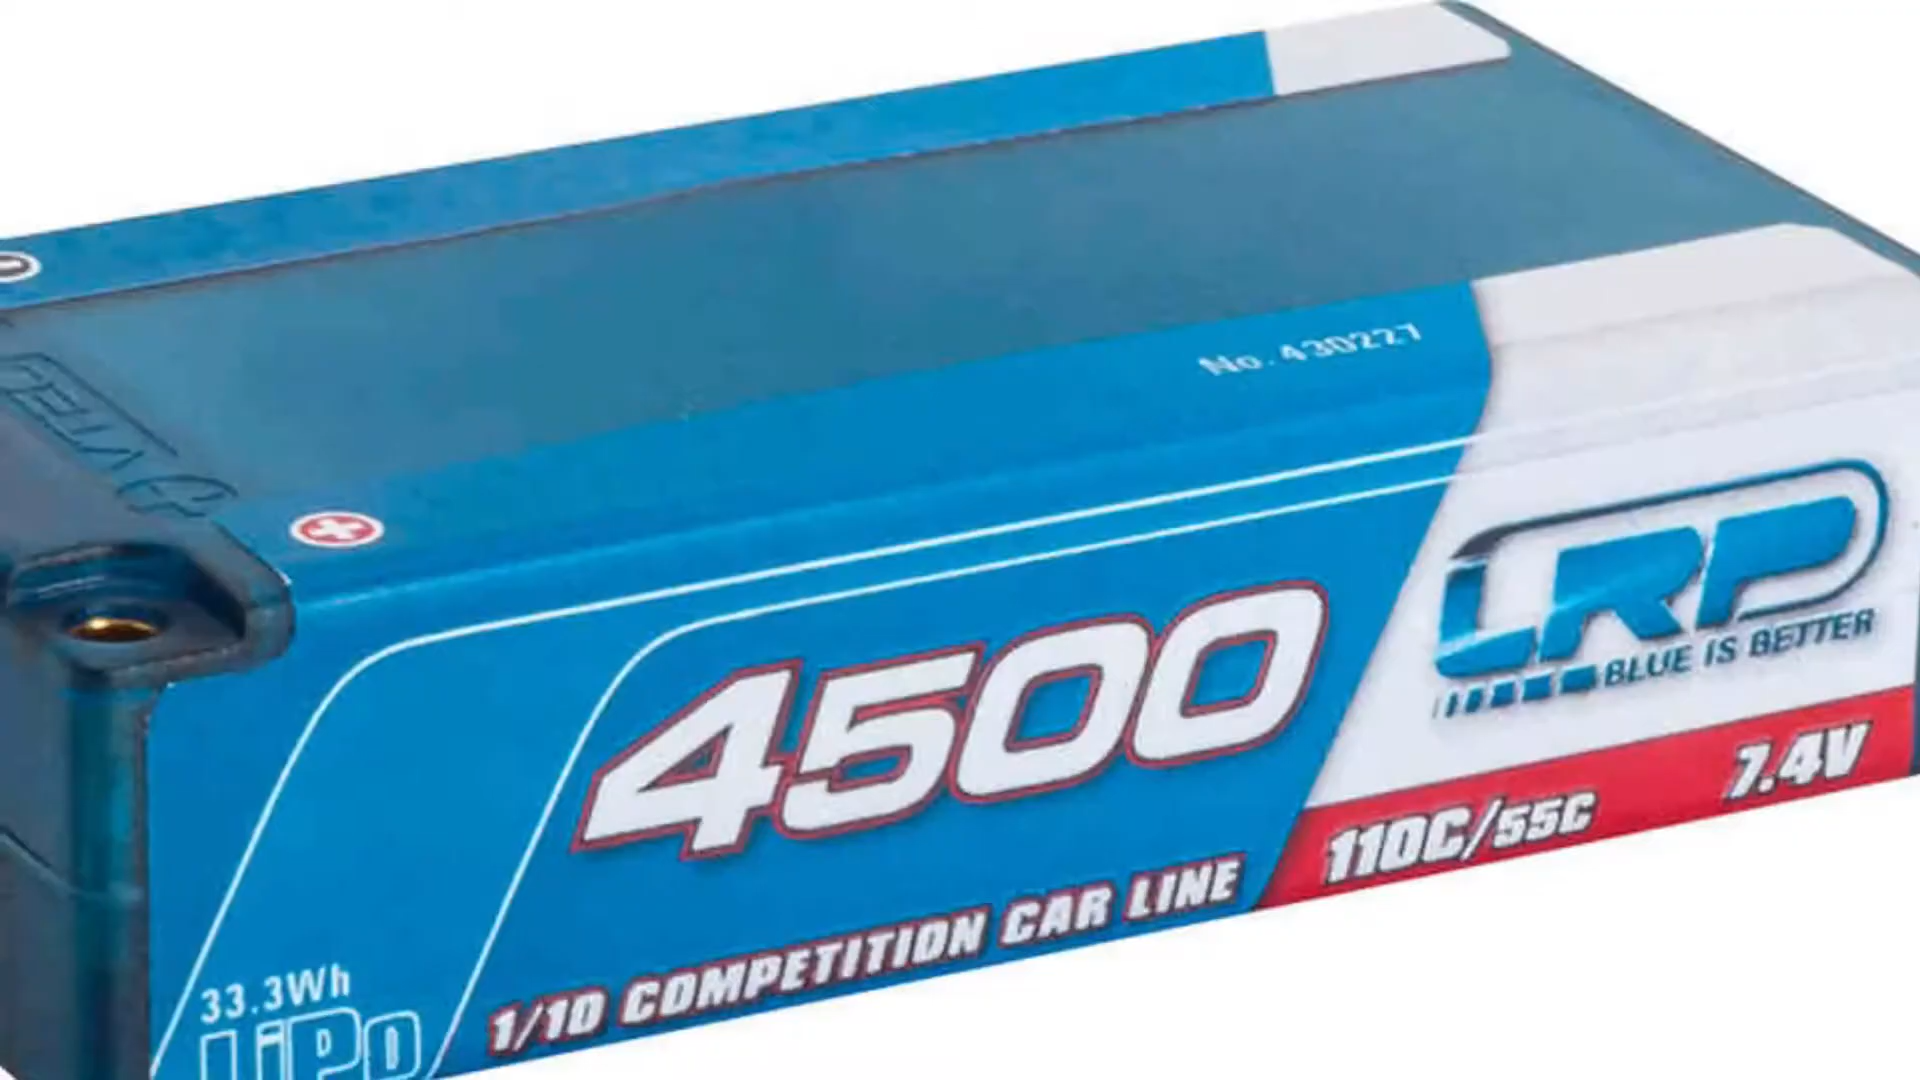 No. 430227
4500
LRP
BLUE IS BETTER
110C/55C
7.4V
1/10 COMPETITION CAR LINE
33.3Wh
LiPo